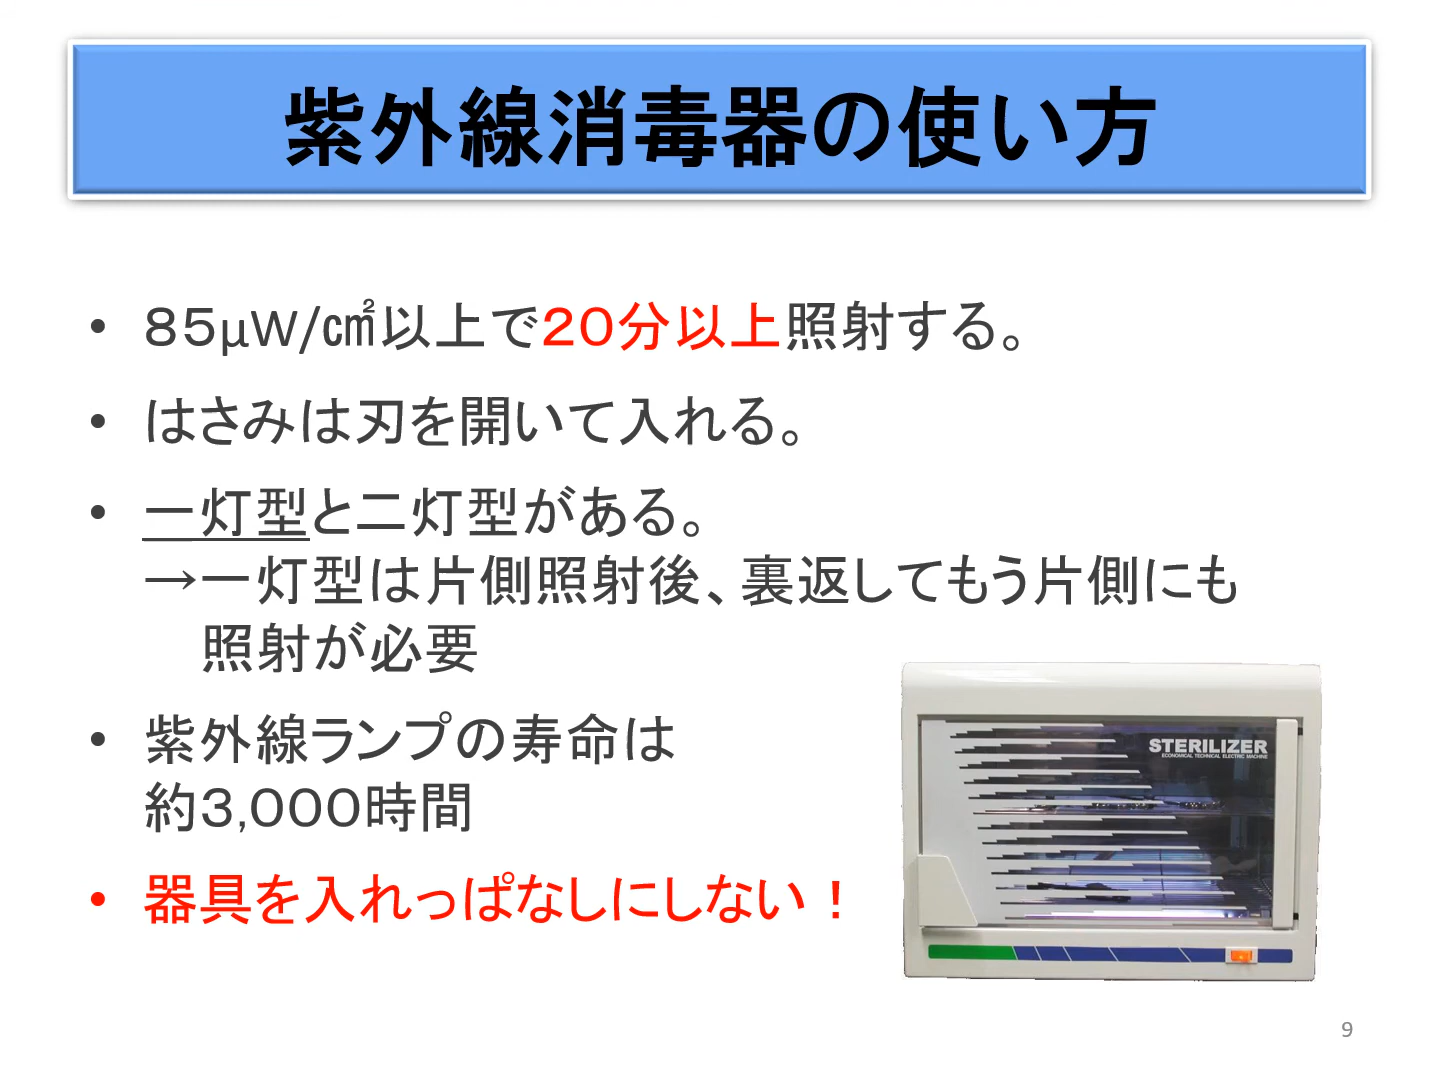 紫外線消毒器の使い方
• ８５μW/㎠以上で２０分以上照射する。
• はさみは刃を開いて入れる。
• 一灯型と二灯型がある。
→一灯型は片側照射後、裏返してもう片側にも
照射が必要
• 紫外線ランプの寿命は
約３,０００時間
• 器具を入れっぱなしにしない！
STERILIZER
ECONOMICAL TECHNICAL ELECTRIC MACHINE
9